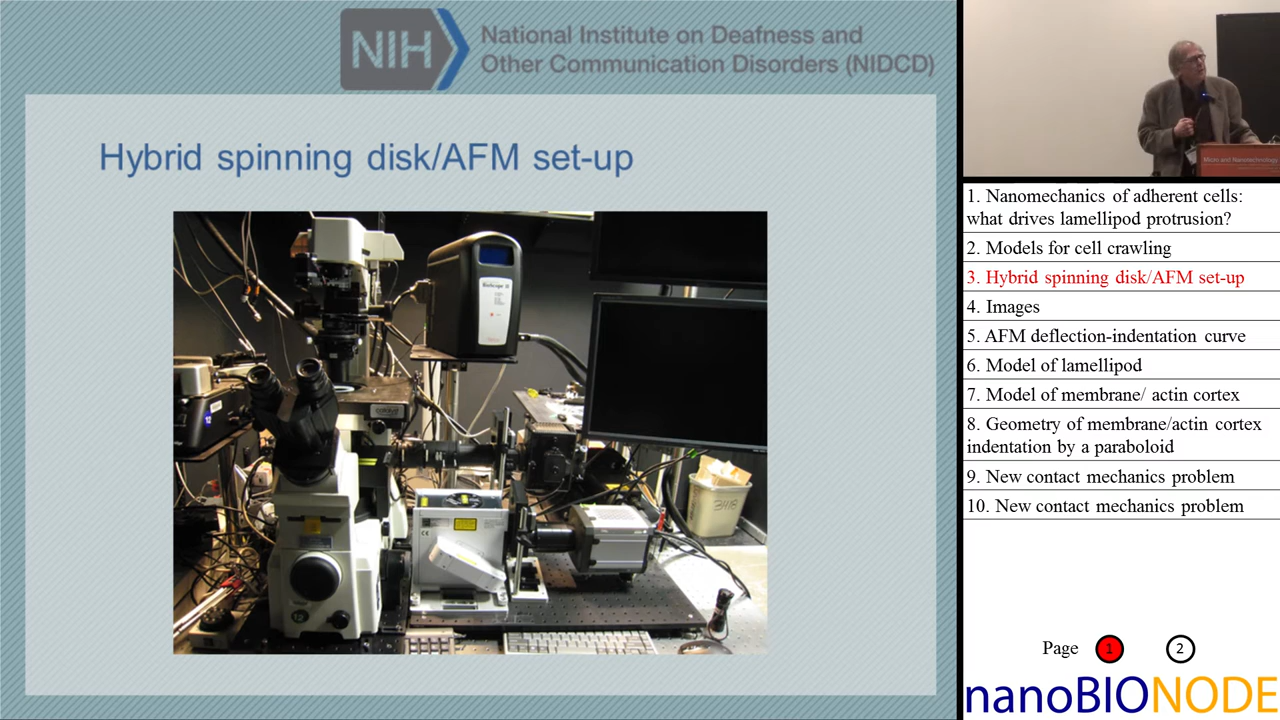 NIH
National Institute on Deafness and
Other Communication Disorders (NIDCD)
Hybrid spinning disk/AFM set-up
Micro and Nanotechnology
1. Nanomechanics of adherent cells:
what drives lamellipod protrusion?
2. Models for cell crawling
3. Hybrid spinning disk/AFM set-up
4. Images
5. AFM deflection-indentation curve
6. Model of lamellipod
7. Model of membrane/ actin cortex
8. Geometry of membrane/actin cortex
indentation by a paraboloid
9. New contact mechanics problem
10. New contact mechanics problem
Page 1 2
nanoBIONODE